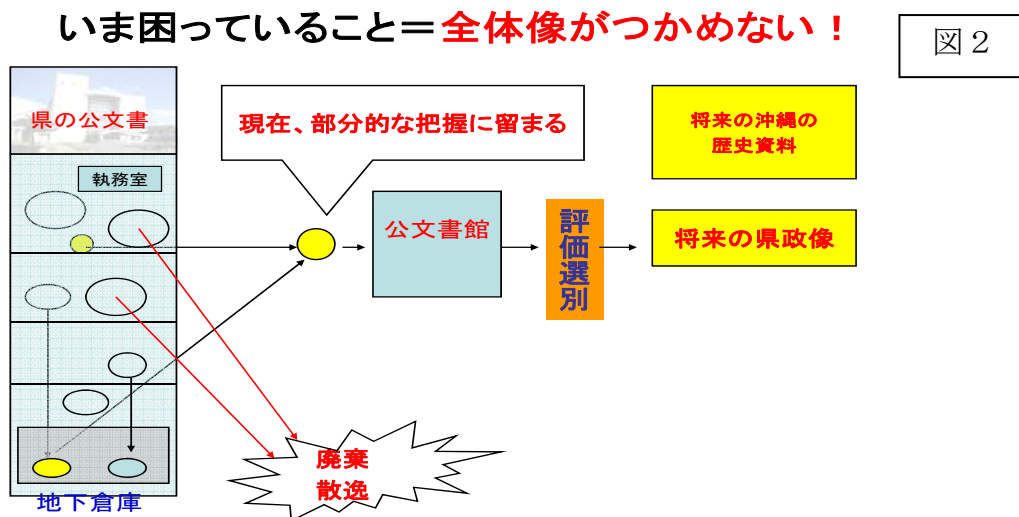 いま困っていること＝全体像がつかめない！
図２
県の公文書
現在、部分的な把握に留まる
将来の沖縄の
歴史資料
執務室
公文書館
評価選別
将来の県政像
廃棄
散逸
地下倉庫